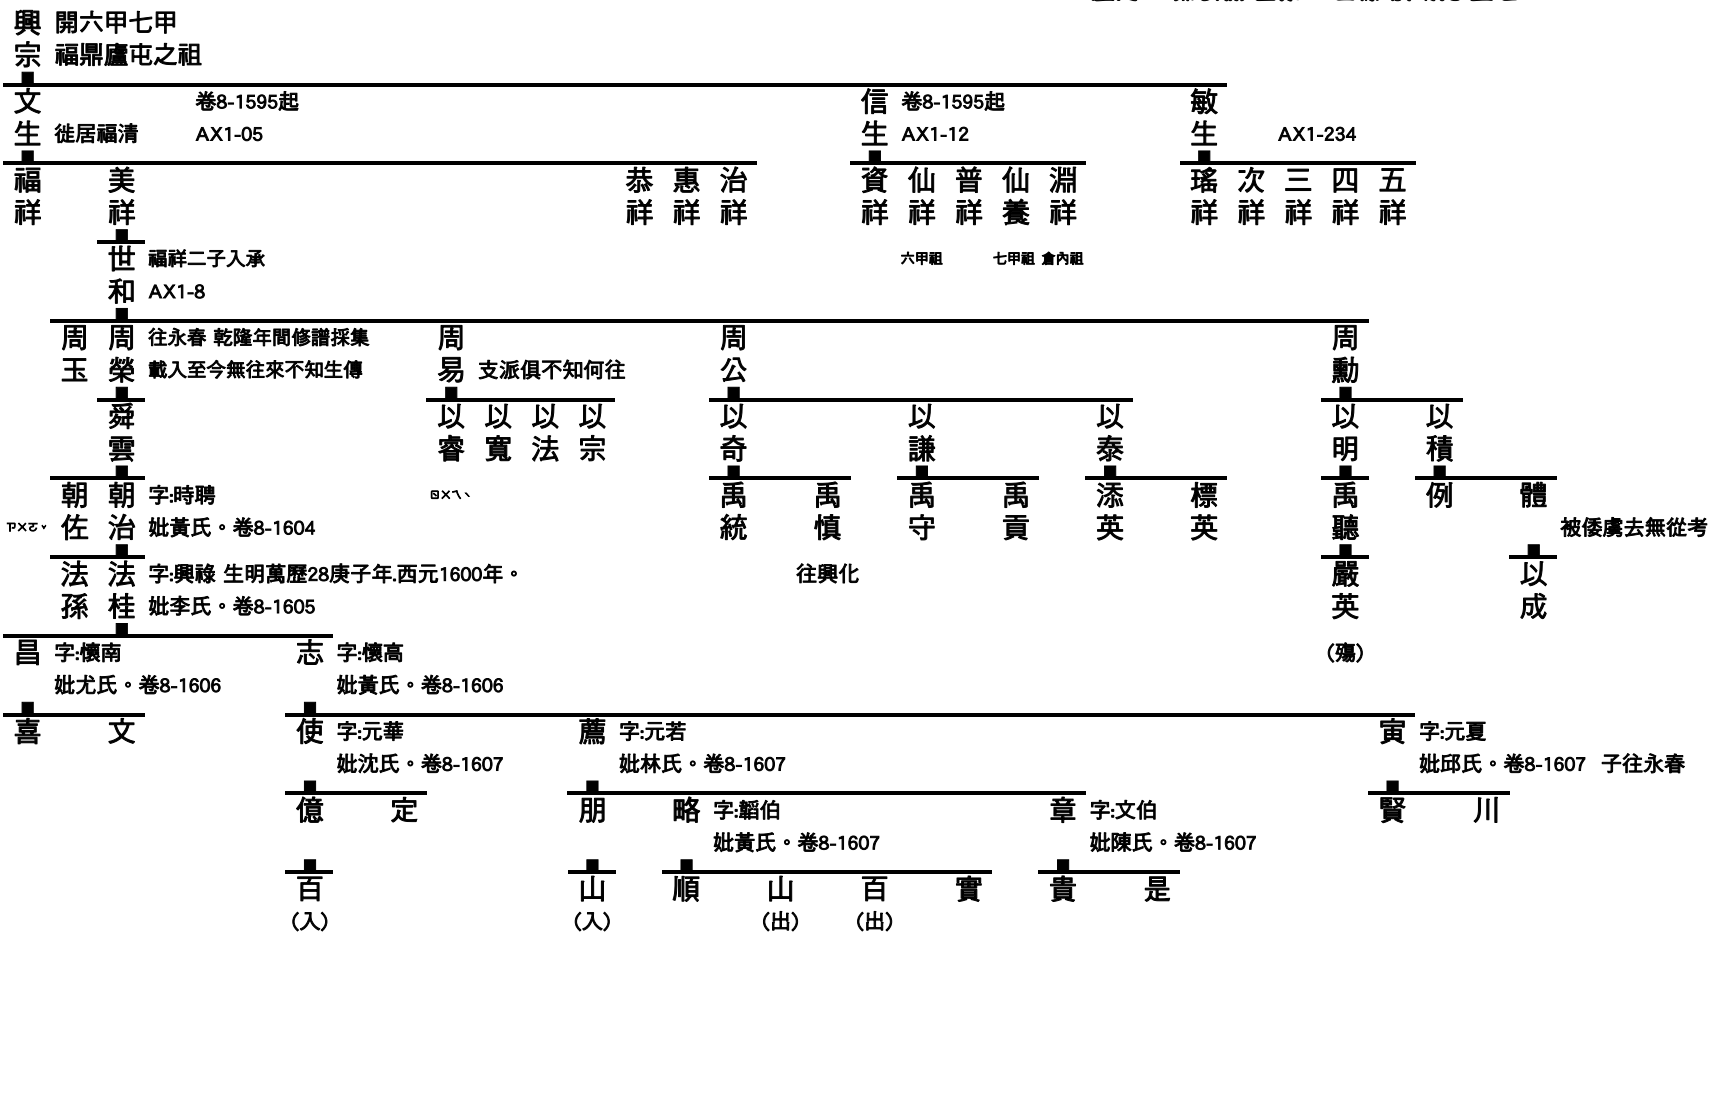 興宗 開六甲七甲
福鼎廬屯之祖
文生 徙居福清 卷8-1595起 AX1-05
信生 卷8-1595起 AX1-12
敏生 AX1-234
福祥 美祥 恭祥 惠祥 治祥 資祥 仙祥 普祥 仙養 淵祥 瑤祥 次祥 三祥 四祥 五祥
六甲祖 七甲祖 倉內祖
世和 福祥二子入承
AX1-8
周玉 周榮 周易 周公 周勳
往永春 乾隆年間修譜採集
載入至今無往來不知生傳
支派俱不知何往
舜雲 以睿 以寬 以法 以宗 以奇 以謙 以泰 以明 以積
ㄖㄨㄟˋ
朝佐 朝治 禹統 禹慎 禹守 禹貢 添英 標英 禹聽 例 體
字:時聘
ㄗㄨㄛˇ
妣黃氏。卷8-1604
被倭虜去無從考
法孫 法桂 嚴英 以成
字:興祿 生明萬歷28庚子年.西元1600年。
往興化
妣李氏。卷8-1605
昌 字:懷南
妣尤氏。卷8-1606
志 字:懷高
妣黃氏。卷8-1606
(殤)
喜 文
使 字:元華
妣沈氏。卷8-1607
薦 字:元若
妣林氏。卷8-1607
寅 字:元夏
妣邱氏。卷8-1607 子往永春
億 定 朋
略 字:韜伯
妣黃氏。卷8-1607
章 字:文伯
妣陳氏。卷8-1607
賢 川
百 山 順 山 百 實 貴 是
(入) (入) (出) (出)